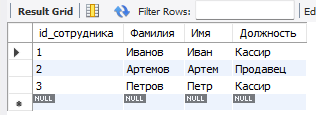 Result Grid Filter Rows: Ed
id_сотрудника Фамилия Имя Должность
1 Иванов Иван Кассир
2 Артемов Артем Продавец
3 Петров Петр Кассир
NULL NULL NULL NULL